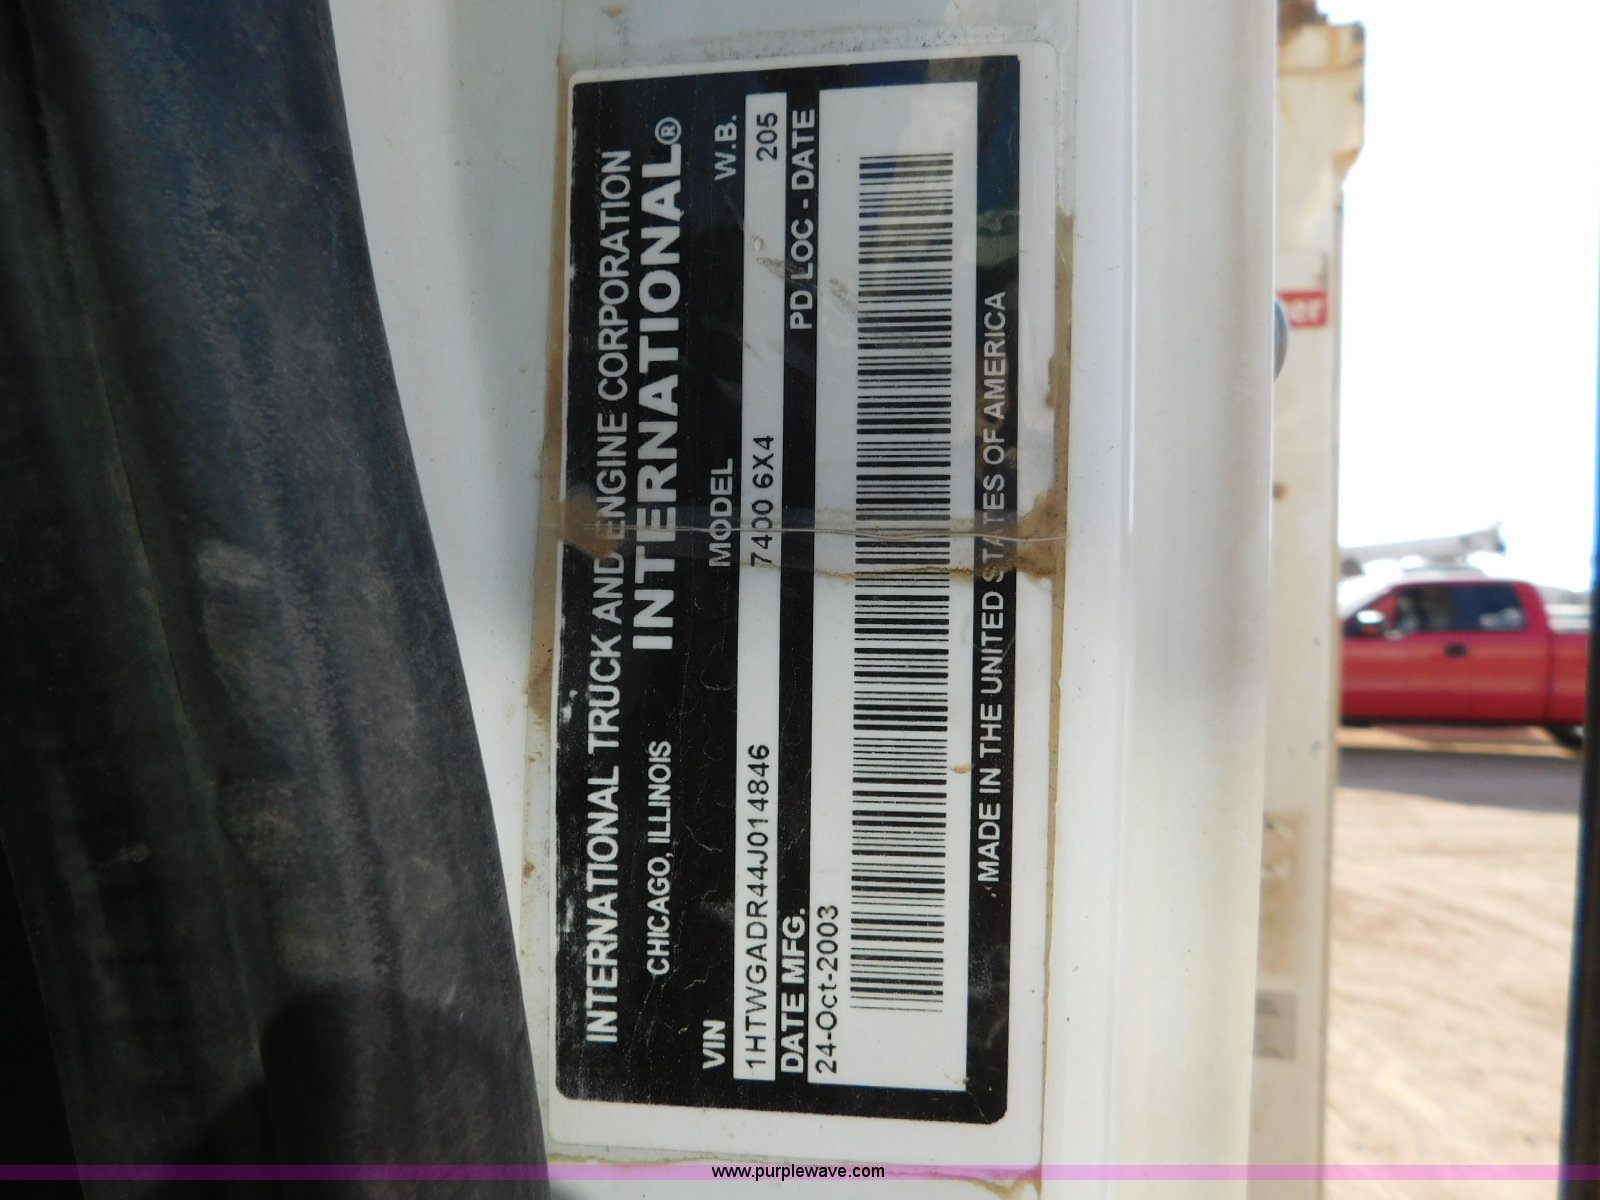 INTERNATIONAL TRUCK AND ENGINE CORPORATION
CHICAGO, ILLINOIS INTERNATIONAL®
VIN MODEL W.B.
1HTWGADR44J014846 7400 6X4 205
DATE MFG. PD LOC - DATE
24-Oct-2003
MADE IN THE UNITED STATES OF AMERICA
er
www.purplewave.com